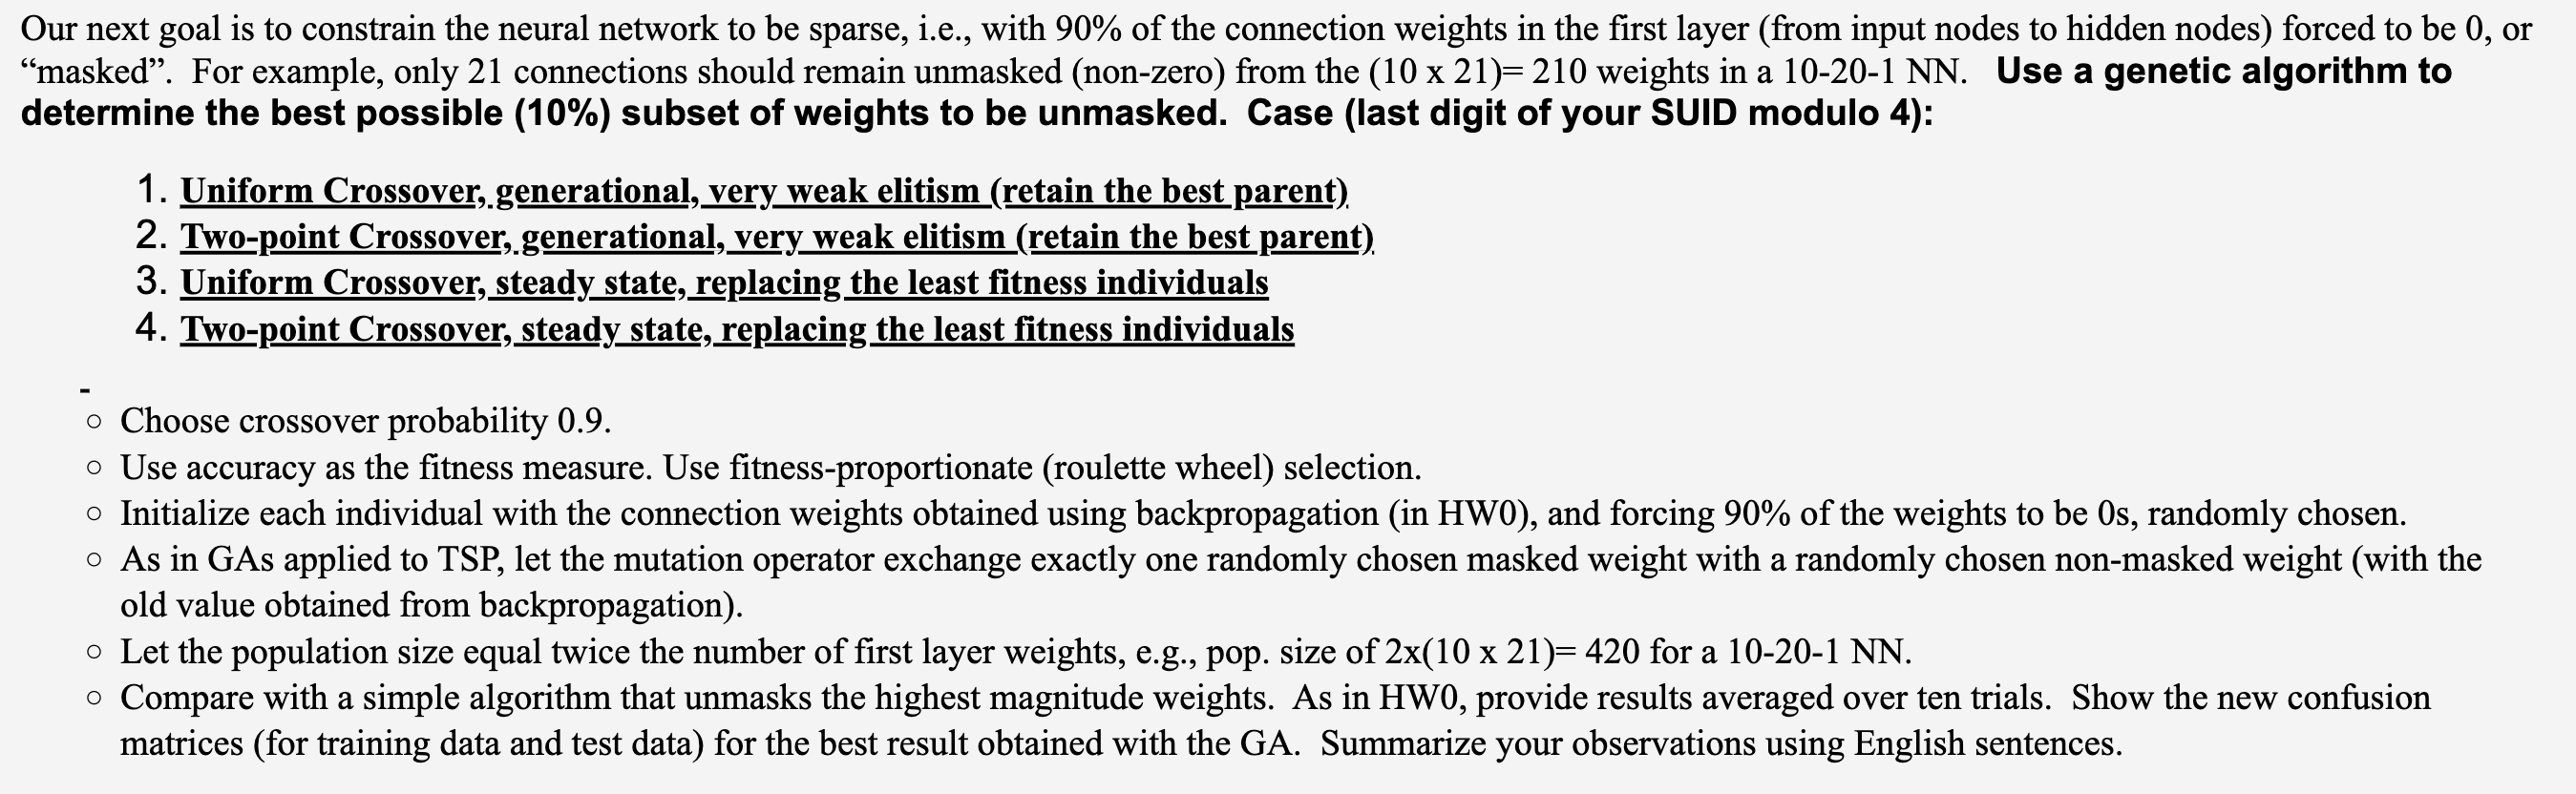 Our next goal is to constrain the neural network to be sparse, i.e., with 90% of the connection weights in the first layer (from input nodes to hidden nodes) forced to be 0, or
“masked”.  For example, only 21 connections should remain unmasked (non-zero) from the (10 x 21)= 210 weights in a 10-20-1 NN.   Use a genetic algorithm to
determine the best possible (10%) subset of weights to be unmasked.  Case (last digit of your SUID modulo 4):
1. Uniform Crossover, generational, very weak elitism (retain the best parent)
2. Two-point Crossover, generational, very weak elitism (retain the best parent)
3. Uniform Crossover, steady state, replacing the least fitness individuals
4. Two-point Crossover, steady state, replacing the least fitness individuals
-
○ Choose crossover probability 0.9.
○ Use accuracy as the fitness measure. Use fitness-proportionate (roulette wheel) selection.
○ Initialize each individual with the connection weights obtained using backpropagation (in HW0), and forcing 90% of the weights to be 0s, randomly chosen.
○ As in GAs applied to TSP, let the mutation operator exchange exactly one randomly chosen masked weight with a randomly chosen non-masked weight (with the
old value obtained from backpropagation).
○ Let the population size equal twice the number of first layer weights, e.g., pop. size of 2x(10 x 21)= 420 for a 10-20-1 NN.
○ Compare with a simple algorithm that unmasks the highest magnitude weights.  As in HW0, provide results averaged over ten trials.  Show the new confusion
matrices (for training data and test data) for the best result obtained with the GA.  Summarize your observations using English sentences.